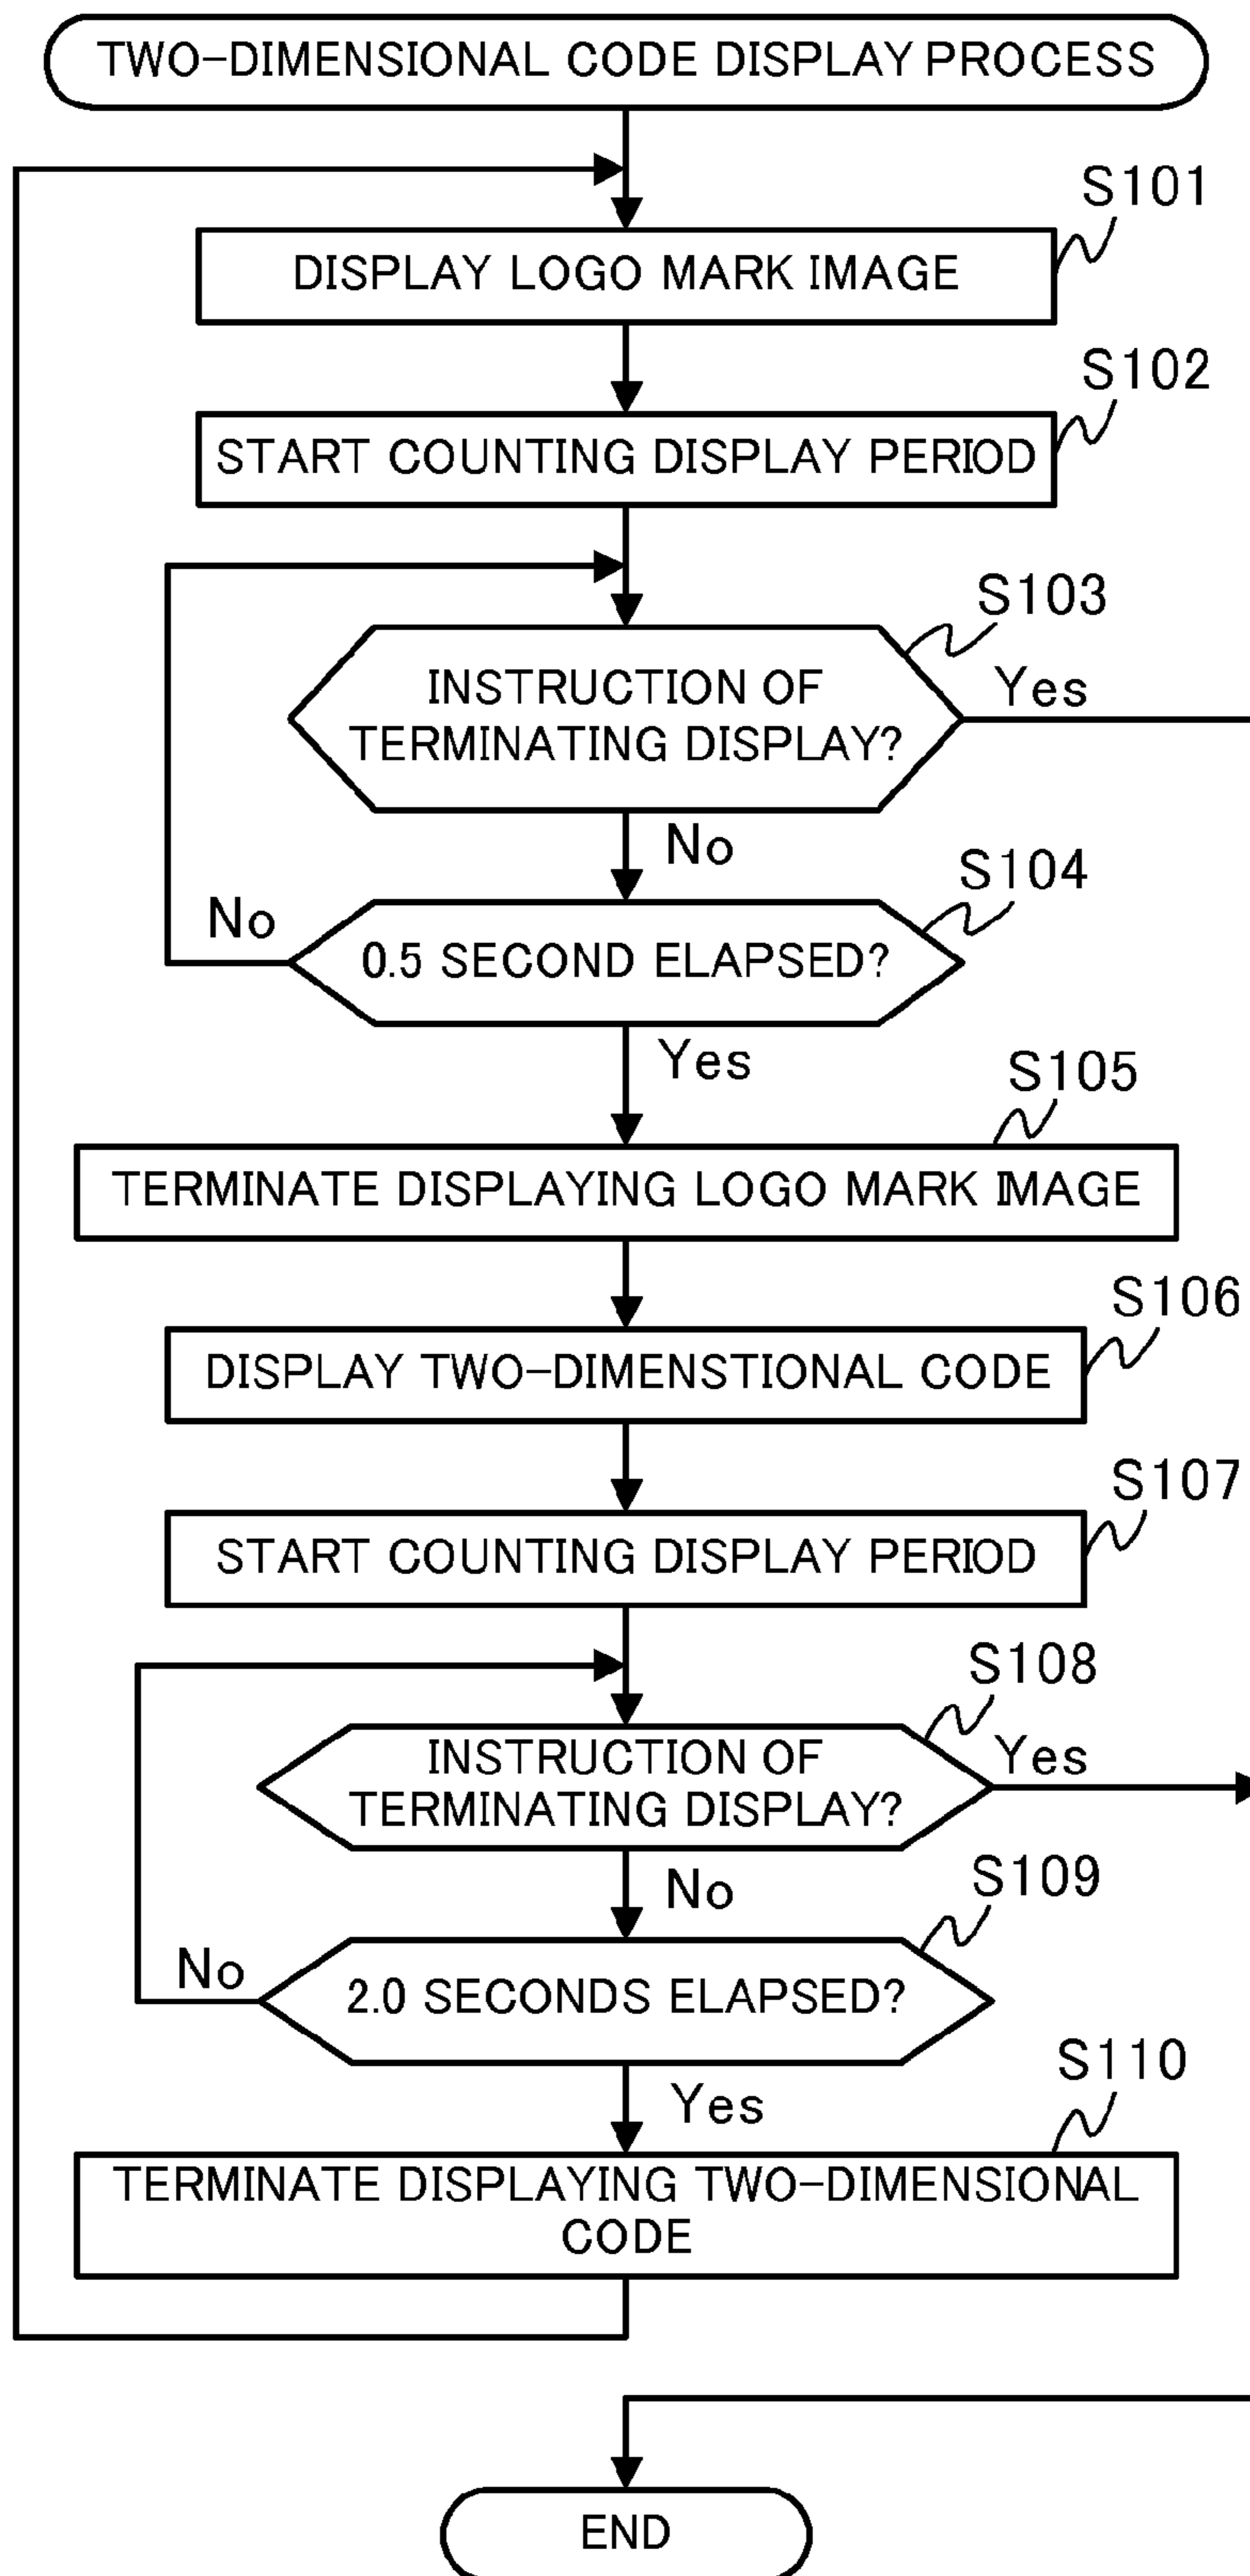 TWO-DIMENSIONAL CODE DISPLAY PROCESS
S101
DISPLAY LOGO MARK IMAGE
S102
START COUNTING DISPLAY PERIOD
S103
INSTRUCTION OF
TERMINATING DISPLAY?
Yes
No
S104
No
0.5 SECOND ELAPSED?
Yes
S105
TERMINATE DISPLAYING LOGO MARK IMAGE
S106
DISPLAY TWO-DIMENSTIONAL CODE
S107
START COUNTING DISPLAY PERIOD
S108
INSTRUCTION OF
TERMINATING DISPLAY?
Yes
No
S109
No
2.0 SECONDS ELAPSED?
Yes
S110
TERMINATE DISPLAYING TWO-DIMENSIONAL
CODE
END